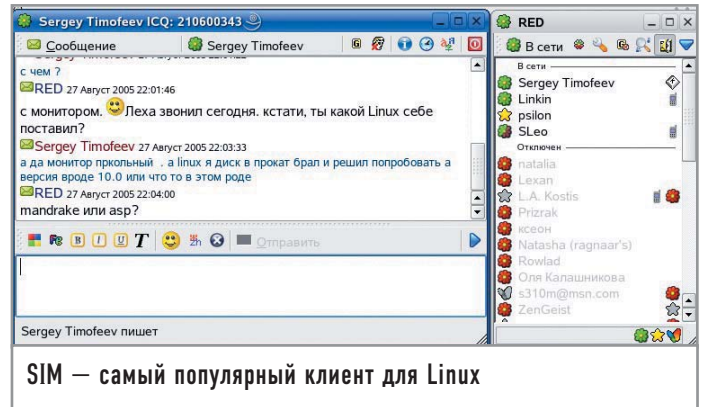 Sergey Timofeev ICQ: 210600343
Сообщение
Sergey Timofeev
с чем ?
RED 27 Август 2005 22:01:46
с монитором. Леха звонил сегодня. кстати, ты какой Linux себе
поставил?
Sergey Timofeev 27 Август 2005 22:03:33
а да монитор пркольный . а linux я диск в прокат брал и решил попробовать а
версия вроде 10.0 или что то в этом роде
RED 27 Август 2005 22:04:00
mandrake или asp?
Отправить
Sergey Timofeev пишет
RED
В сети
В сети
Sergey Timofeev
Linkin
psilon
SLeo
Отключен
natalia
Lexan
L.A. Kostis
Prizrak
ксеон
Natasha (ragnaar's)
Rowlad
Оля Калашникова
s310m@msn.com
ZenGeist
SIM — самый популярный клиент для Linux